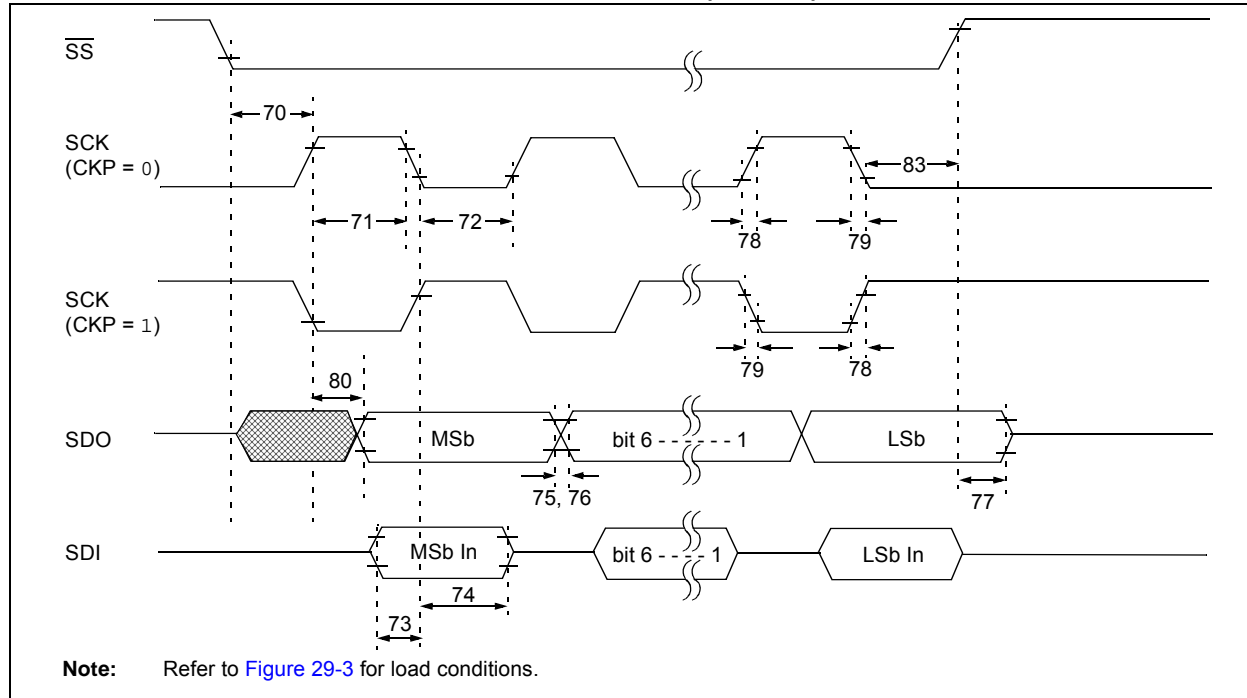 SS
70
SCK
(CKP = 0)
83
71
72
78
79
SCK
(CKP = 1)
79
78
80
SDO
MSb
bit 6 - - - - - - 1
LSb
75, 76
77
SDI
MSb In
bit 6 - - - - 1
LSb In
74
73
Note: Refer to Figure 29-3 for load conditions.